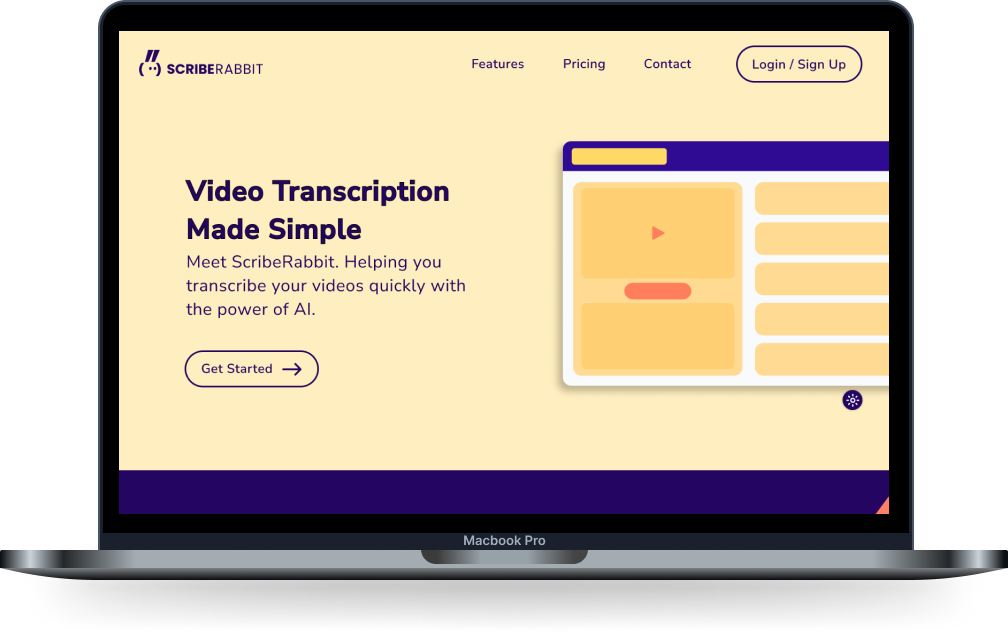 SCRIBERABBIT
Features
Pricing
Contact
Login / Sign Up
Video Transcription
Made Simple
Meet ScribeRabbit. Helping you
transcribe your videos quickly with
the power of AI.
Get Started
Macbook Pro